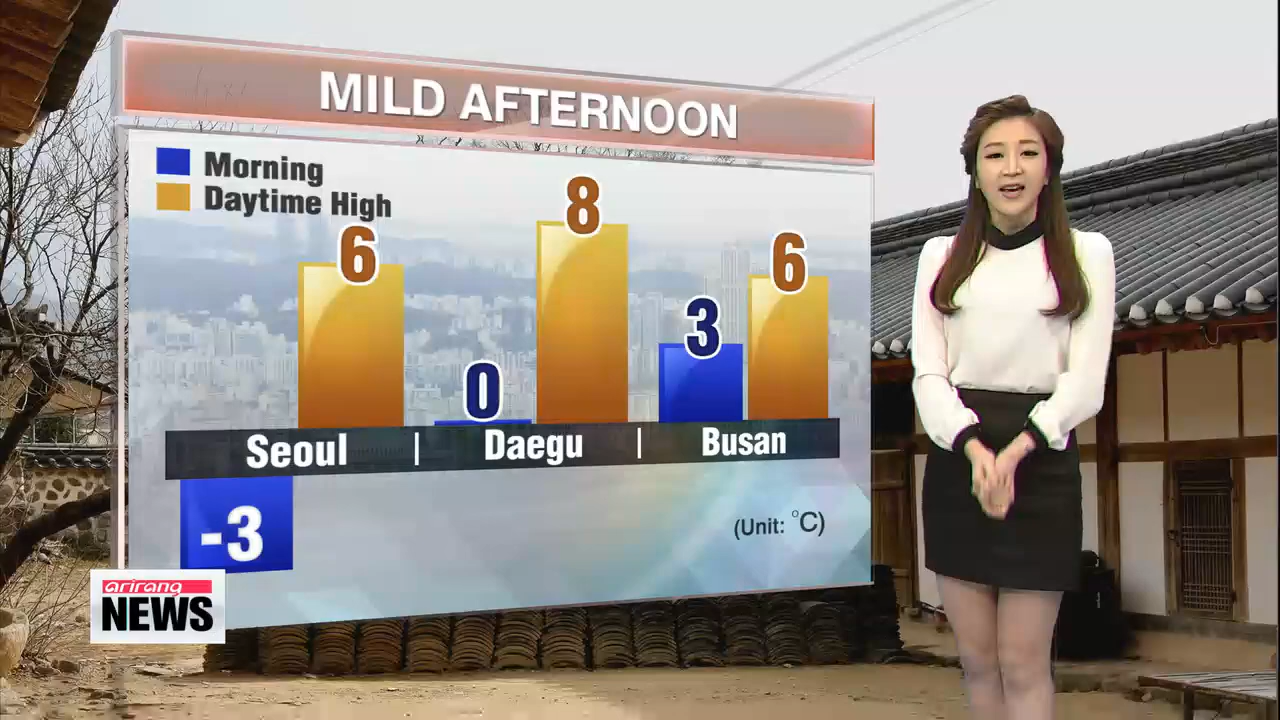 MILD AFTERNOON
Morning
Daytime High
6
8
6
0
3
Seoul | Daegu | Busan
-3
(Unit: °C)
arirang
NEWS